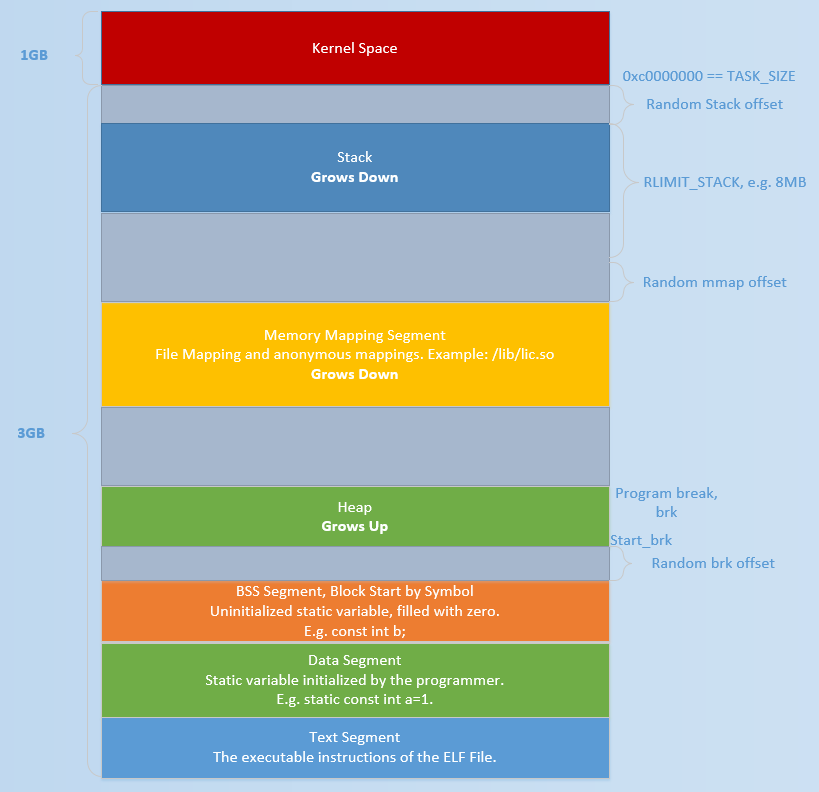 Kernel Space
1GB
0xc0000000 == TASK_SIZE
Random Stack offset
Stack
Grows Down
RLIMIT_STACK, e.g. 8MB
Random mmap offset
Memory Mapping Segment
File Mapping and anonymous mappings. Example: /lib/lic.so
Grows Down
3GB
Heap
Grows Up
Program break,
brk
Start_brk
Random brk offset
BSS Segment, Block Start by Symbol
Uninitialized static variable, filled with zero.
E.g. const int b;
Data Segment
Static variable initialized by the programmer.
E.g. static const int a=1.
Text Segment
The executable instructions of the ELF File.